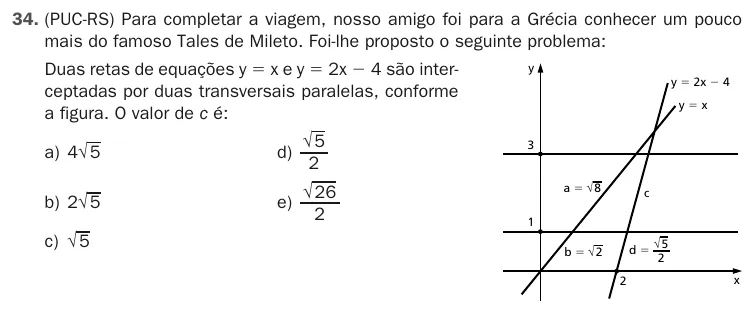 34. (PUC-RS) Para completar a viagem, nosso amigo foi para a Grécia conhecer um pouco
mais do famoso Tales de Mileto. Foi-lhe proposto o seguinte problema:
Duas retas de equações y = x e y = 2x − 4 são inter-
ceptadas por duas transversais paralelas, conforme
a figura. O valor de c é:
a) 4√5
b) 2√5
c) √5
d) √5/2
e) √26/2
y
y = 2x − 4
y = x
3
a = √8
c
1
b = √2
d = √5/2
2
x